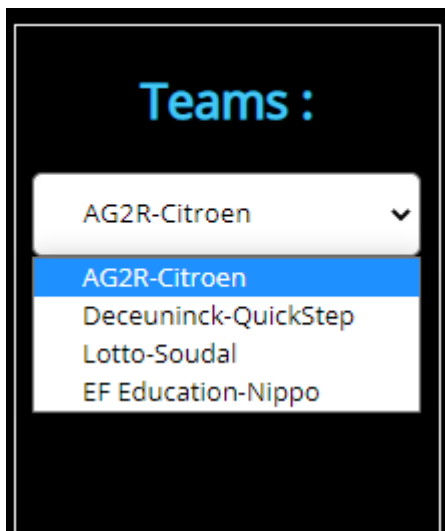 Teams :
AG2R-Citroen
AG2R-Citroen
Deceuninck-QuickStep
Lotto-Soudal
EF Education-Nippo